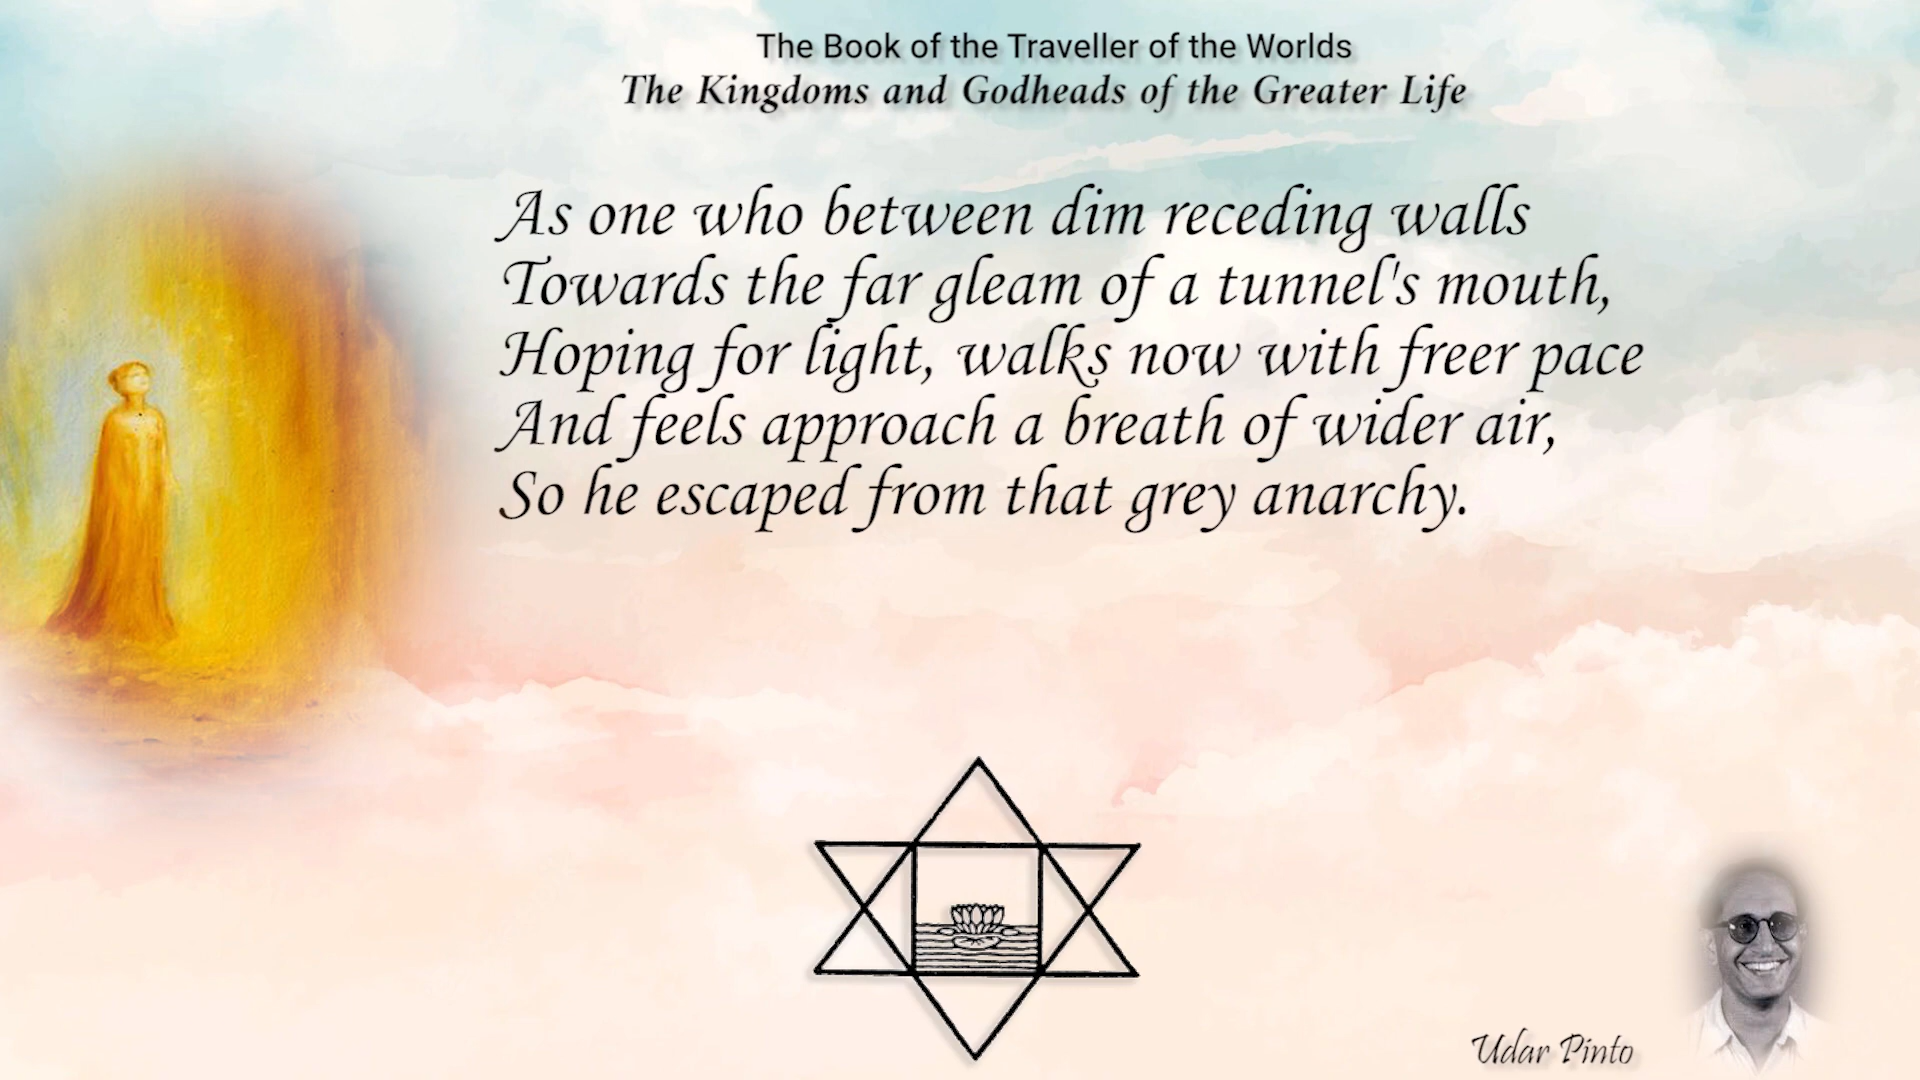 The Book of the Traveller of the Worlds
The Kingdoms and Godheads of the Greater Life
As one who between dim receding walls
Towards the far gleam of a tunnel's mouth,
Hoping for light, walks now with freer pace
And feels approach a breath of wider air,
So he escaped from that grey anarchy.
Udar Pinto